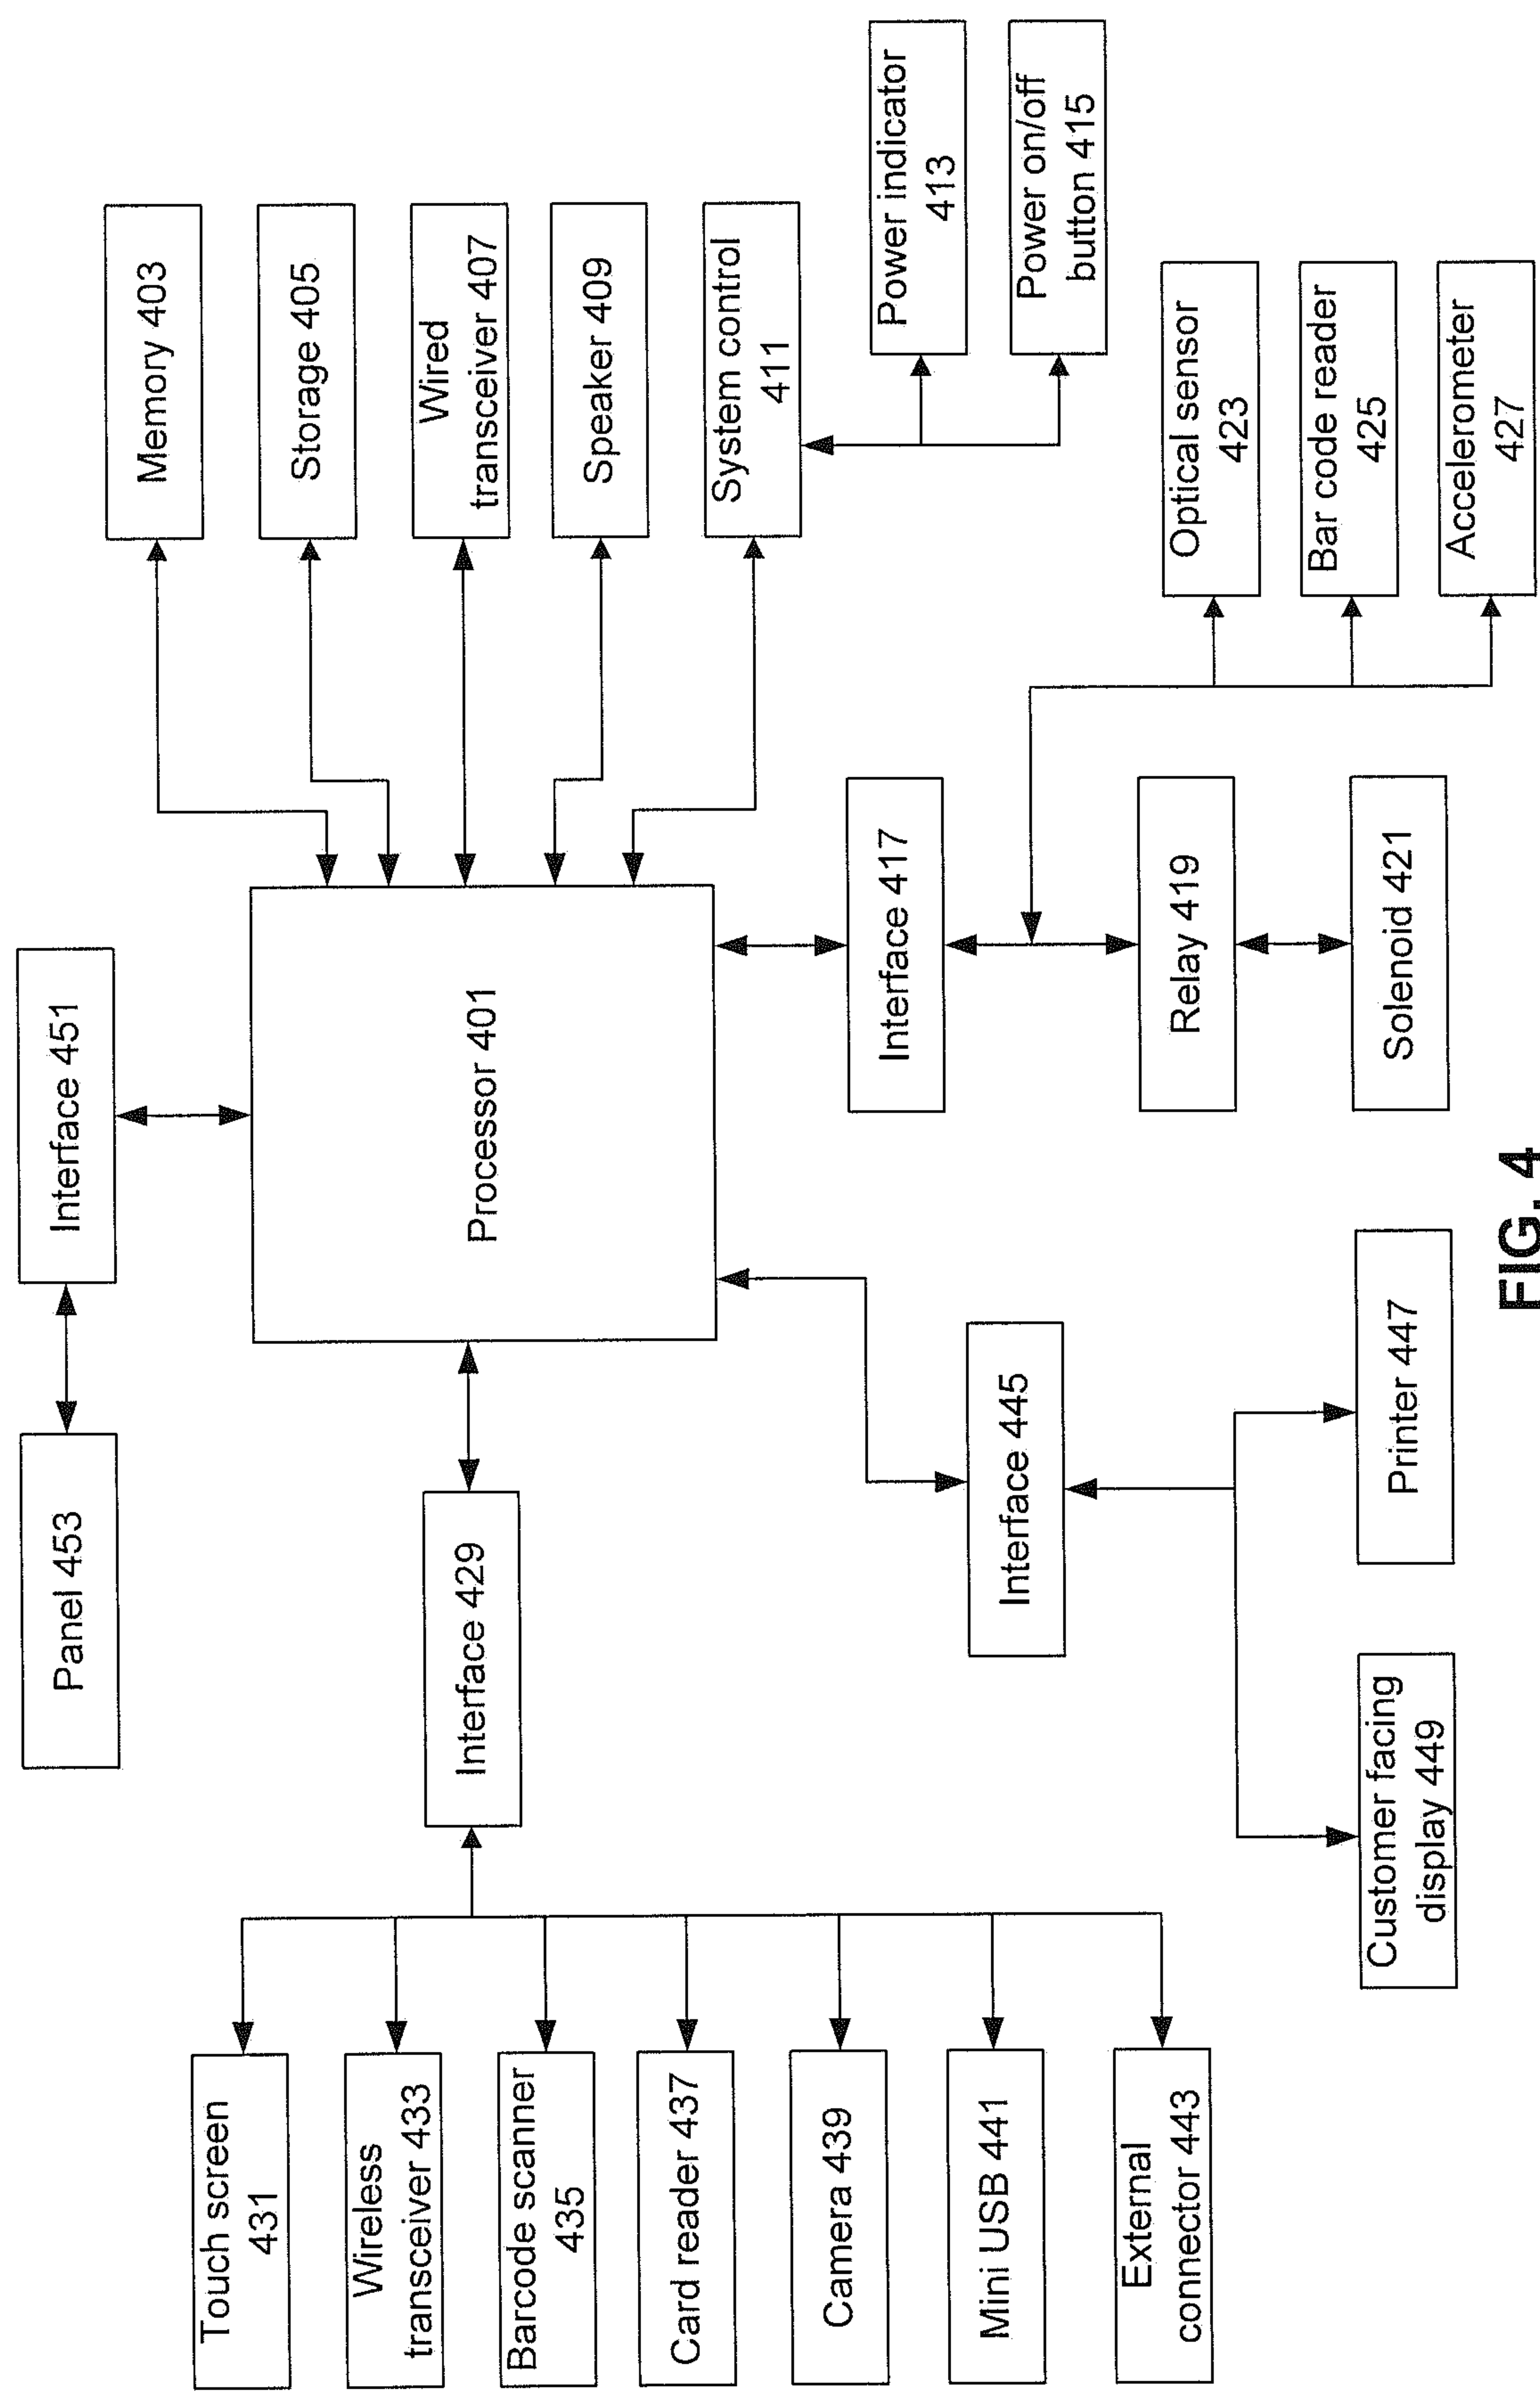 Panel 453
Interface 451
Touch screen
431
Wireless
transceiver 433
Barcode scanner
435
Card reader 437
Camera 439
Mini USB 441
External
connector 443
Interface 429
Processor 401
Memory 403
Storage 405
Wired
transceiver 407
Speaker 409
System control
411
Power indicator
413
Power on/off
button 415
Interface 445
Customer facing
display 449
Printer 447
Interface 417
Relay 419
Solenoid 421
Optical sensor
423
Bar code reader
425
Accelerometer
427
FIG. 4